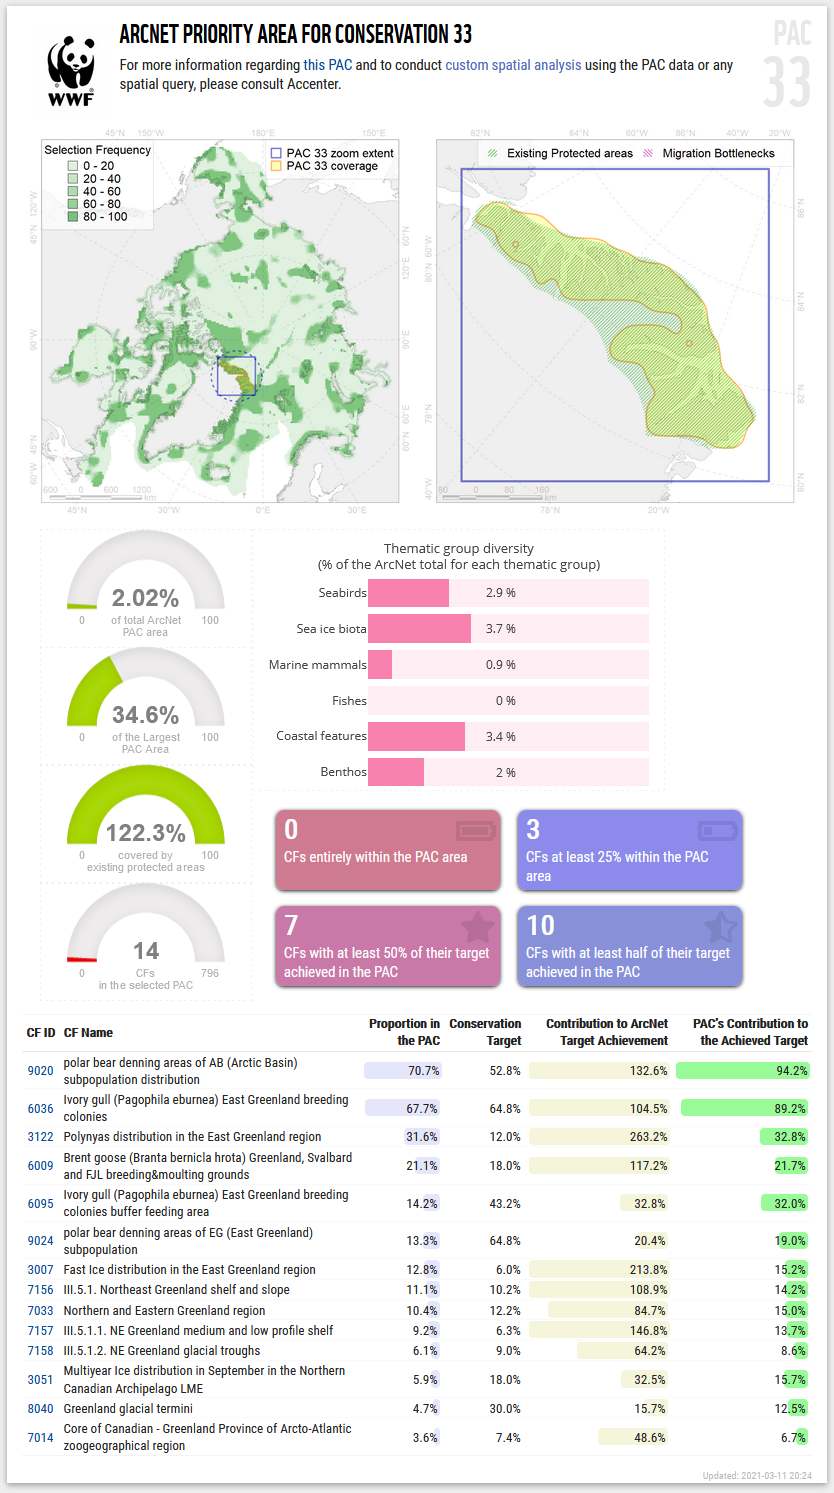 ARCNET PRIORITY AREA FOR CONSERVATION 33
PAC
33
For more information regarding this PAC and to conduct custom spatial analysis using the PAC data or any
spatial query, please consult Accenter.
WWF
45°N 150°W 180°E 150°E
Selection Frequency
0 - 20
20 - 40
40 - 60
60 - 80
80 - 100
PAC 33 zoom extent
PAC 33 coverage
120°W
45°N
90°W
45°N
60°W
60°N
120°E
90°E
60°E
60°N
600 0 600 1200
km
45°N 30°W 0°E 30°E
82°N 84°N 60°W 86°N 40°W 20°W
Existing Protected areas
Migration Bottlenecks
60°W
80°N
78°N
40°W
86°N
84°N
82°N
80°N
80 0 80 160
km
78°N 20°W
2.02%
0 100
of total ArcNet
PAC area
34.6%
0 100
of the Largest
PAC Area
122.3%
0 100
covered by
existing protected areas
14
0 796
CFs
in the selected PAC
Thematic group diversity
(% of the ArcNet total for each thematic group)
Seabirds 2.9 %
Sea ice biota 3.7 %
Marine mammals 0.9 %
Fishes 0 %
Coastal features 3.4 %
Benthos 2 %
0
CFs entirely within the PAC area
3
CFs at least 25% within the PAC
area
7
CFs with at least 50% of their target
achieved in the PAC
10
CFs with at least half of their target
achieved in the PAC
CF ID CF Name Proportion in the PAC Conservation Target Contribution to ArcNet Target Achievement PAC's Contribution to the Achieved Target
9020 polar bear denning areas of AB (Arctic Basin) subpopulation distribution 70.7% 52.8% 132.6% 94.2%
6036 Ivory gull (Pagophila eburnea) East Greenland breeding colonies 67.7% 64.8% 104.5% 89.2%
3122 Polynyas distribution in the East Greenland region 31.6% 12.0% 263.2% 32.8%
6009 Brent goose (Branta bernicla hrota) Greenland, Svalbard and FJL breeding&moulting grounds 21.1% 18.0% 117.2% 21.7%
6095 Ivory gull (Pagophila eburnea) East Greenland breeding colonies buffer feeding area 14.2% 43.2% 32.8% 32.0%
9024 polar bear denning areas of EG (East Greenland) subpopulation 13.3% 64.8% 20.4% 19.0%
3007 Fast Ice distribution in the East Greenland region 12.8% 6.0% 213.8% 15.2%
7156 III.5.1. Northeast Greenland shelf and slope 11.1% 10.2% 108.9% 14.2%
7033 Northern and Eastern Greenland region 10.4% 12.2% 84.7% 15.0%
7157 III.5.1.1. NE Greenland medium and low profile shelf 9.2% 6.3% 146.8% 13.7%
7158 III.5.1.2. NE Greenland glacial troughs 6.1% 9.0% 64.2% 8.6%
3051 Multiyear Ice distribution in September in the Northern Canadian Archipelago LME 5.9% 18.0% 32.5% 15.7%
8040 Greenland glacial termini 4.7% 30.0% 15.7% 12.5%
7014 Core of Canadian - Greenland Province of Arcto-Atlantic zoogeographical region 3.6% 7.4% 48.6% 6.7%
Updated: 2021-03-11 20:24